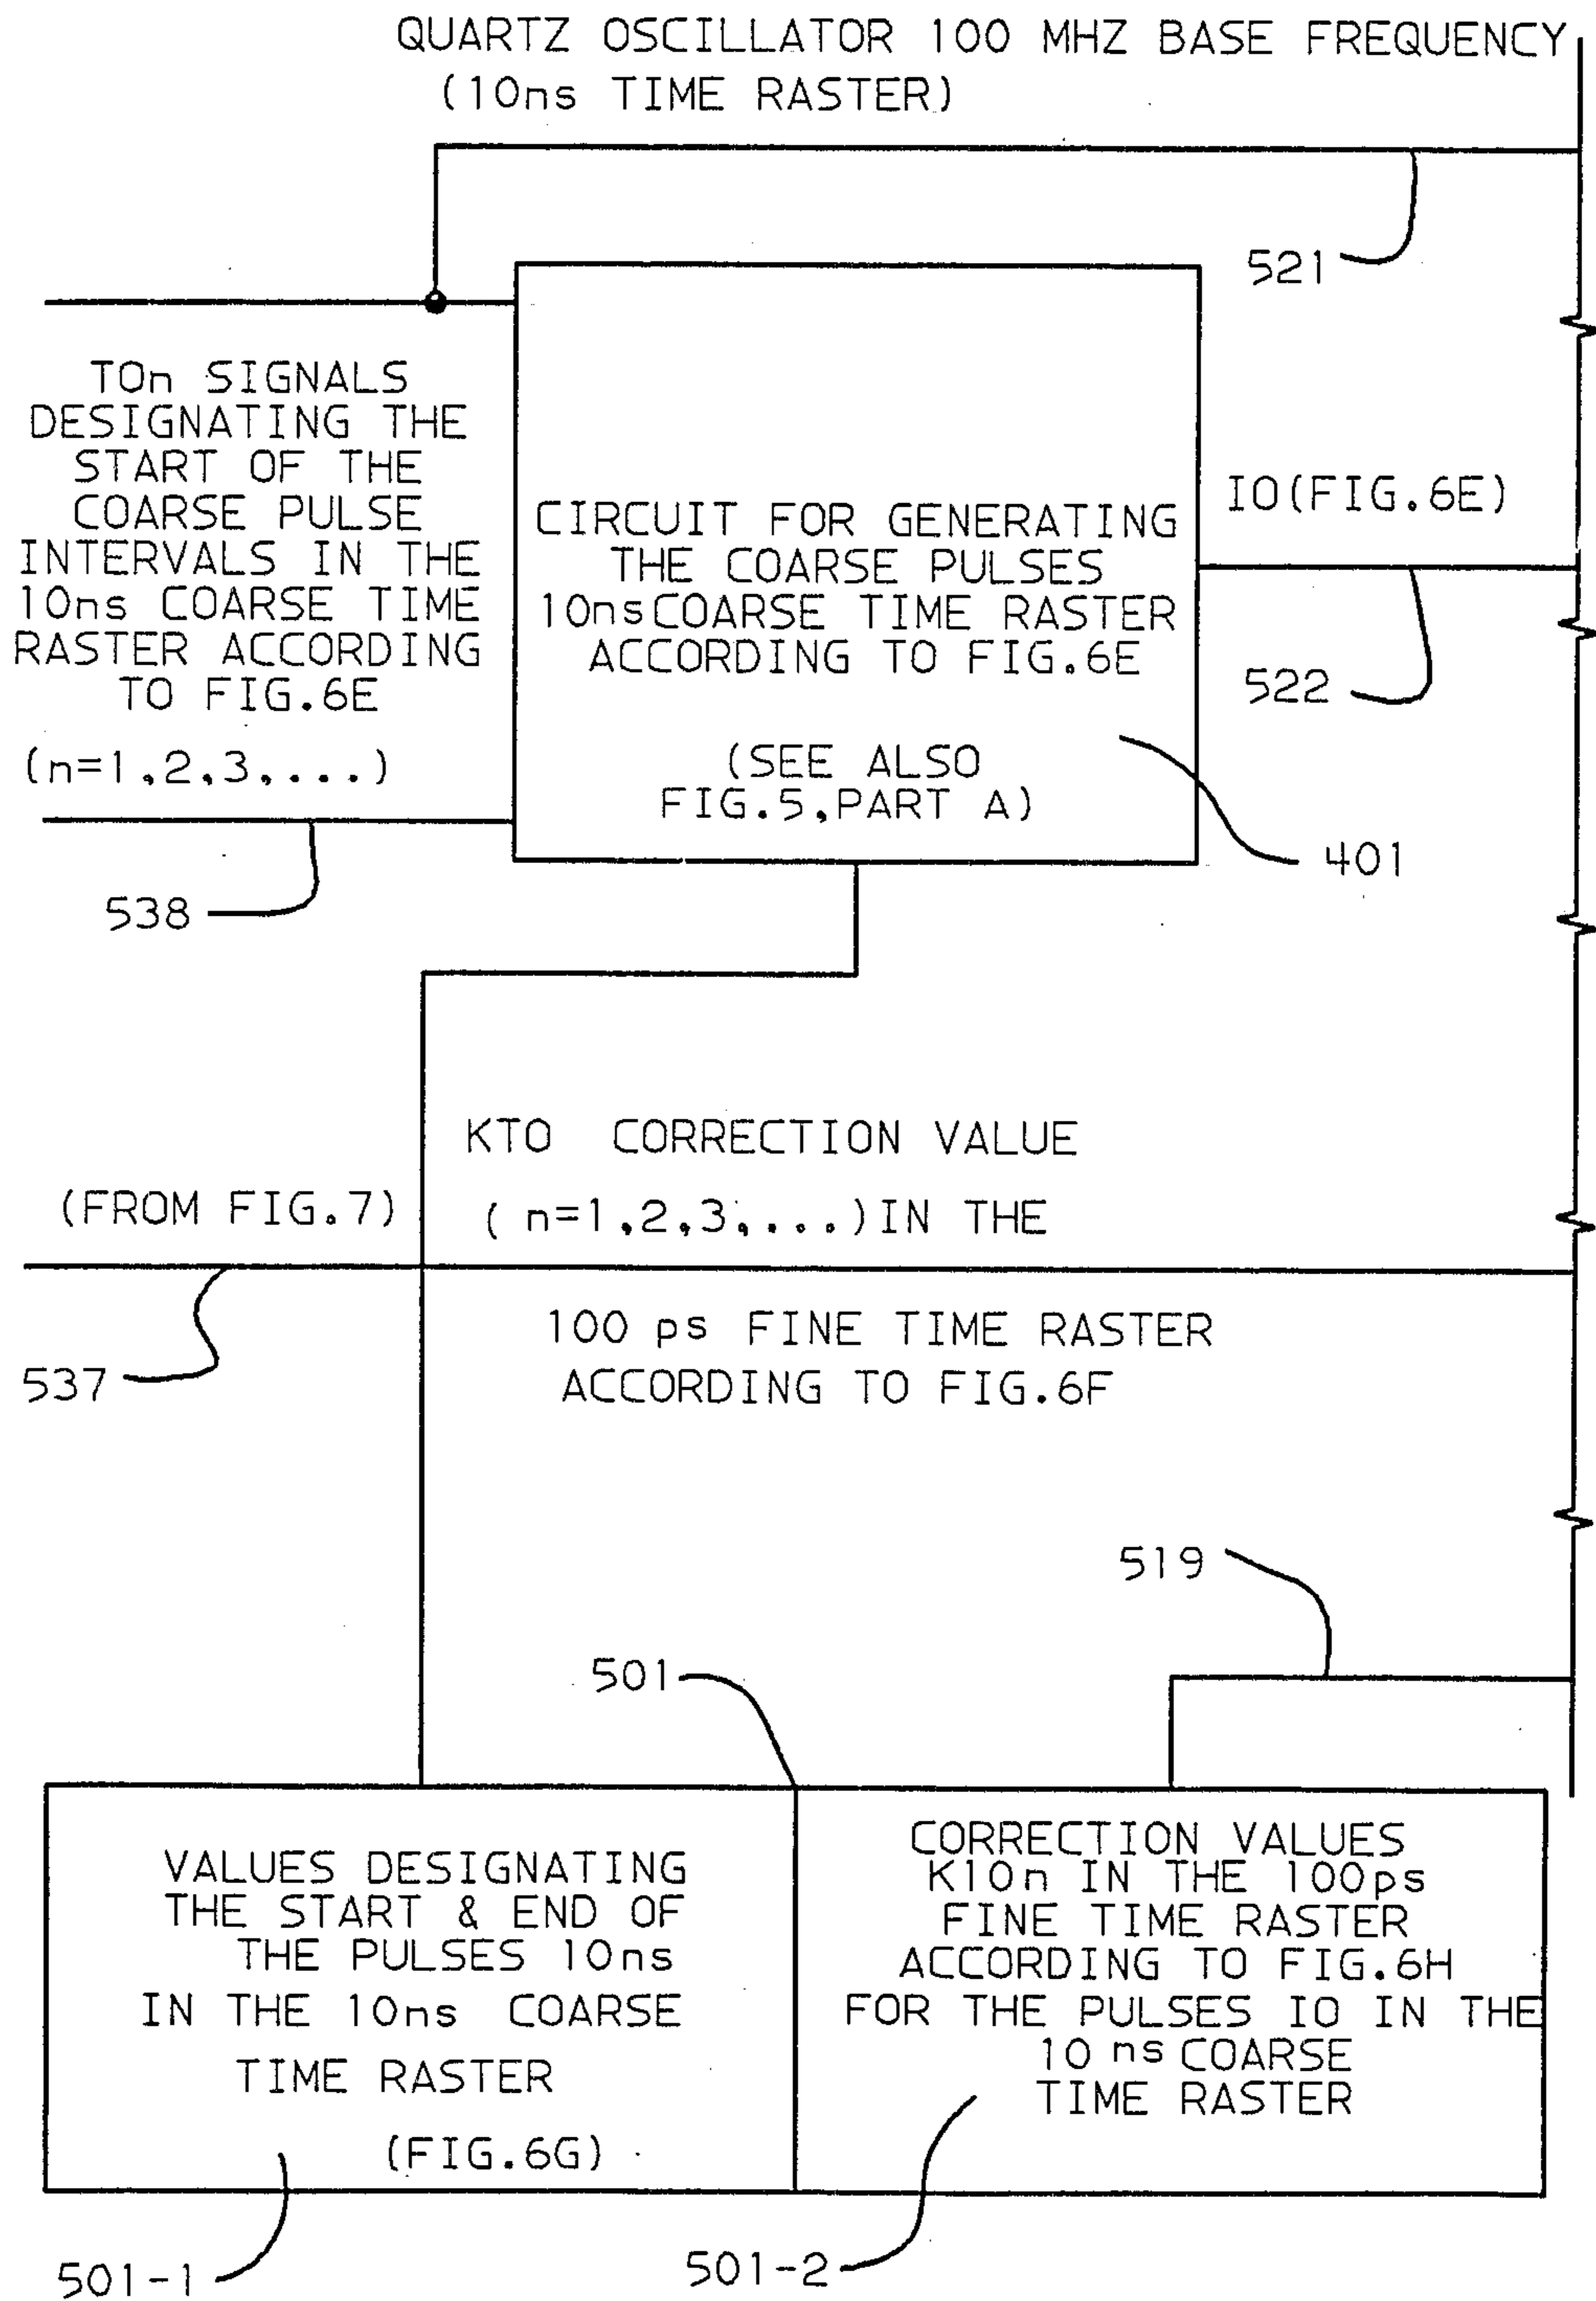 QUARTZ OSCILLATOR 100 MHZ BASE FREQUENCY
(10ns TIME RASTER)
521
TOn SIGNALS
DESIGNATING THE
START OF THE
COARSE PULSE
INTERVALS IN THE
10ns COARSE TIME
RASTER ACCORDING
TO FIG.6E
(n=1,2,3,...)
538
CIRCUIT FOR GENERATING
THE COARSE PULSES
10ns COARSE TIME RASTER
ACCORDING TO FIG.6E
(SEE ALSO
FIG.5,PART A)
401
IO(FIG.6E)
522
KTO CORRECTION VALUE
(FROM FIG.7)
( n=1,2,3,...)IN THE
537
100 ps FINE TIME RASTER
ACCORDING TO FIG.6F
519
501
VALUES DESIGNATING
THE START & END OF
THE PULSES 10ns
IN THE 10ns COARSE
TIME RASTER
(FIG.6G)
501-1
CORRECTION VALUES
K10n IN THE 100ps
FINE TIME RASTER
ACCORDING TO FIG.6H
FOR THE PULSES IO IN THE
10 ns COARSE
TIME RASTER
501-2